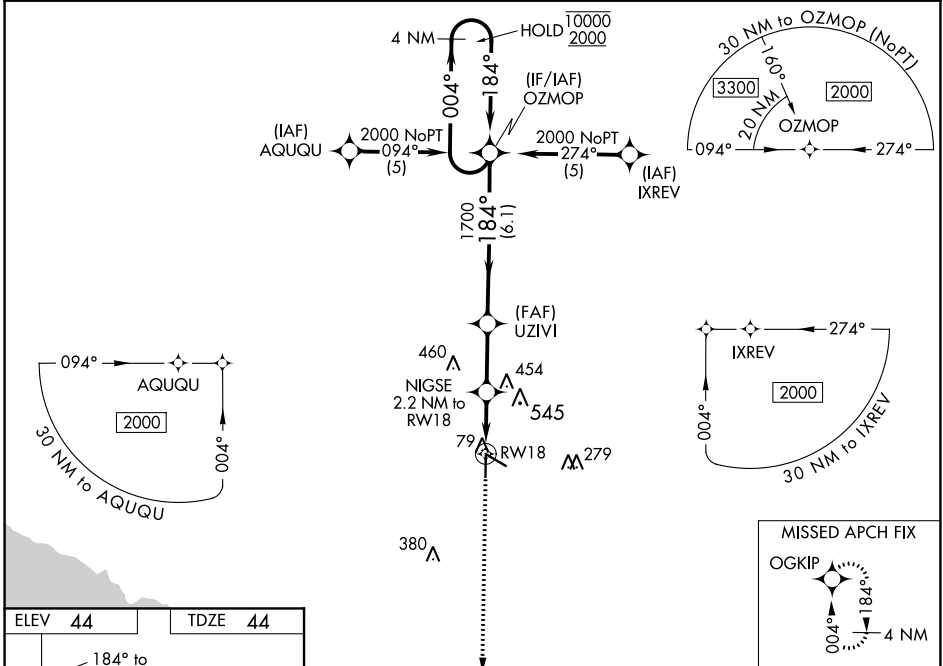 4 NM
HOLD
10000
2000
004°
184°
(IF/IAF)
OZMOP
(IAF)
AQUQU
2000 NoPT
094°
(5)
2000 NoPT
274°
(5)
(IAF)
IXREV
30 NM to OZMOP (NoPT)
160°
3300
2000
20 NM
OZMOP
094°
274°
1700
184°
(6.1)
(FAF)
UZIVI
460
454
NIGSE
2.2 NM to
RW18
545
79
RW18
279
380
094°
AQUQU
2000
004°
30 NM to AQUQU
274°
IXREV
2000
004°
30 NM to IXREV
MISSED APCH FIX
OGKIP
184°
004°
4 NM
ELEV 44
TDZE 44
184° to